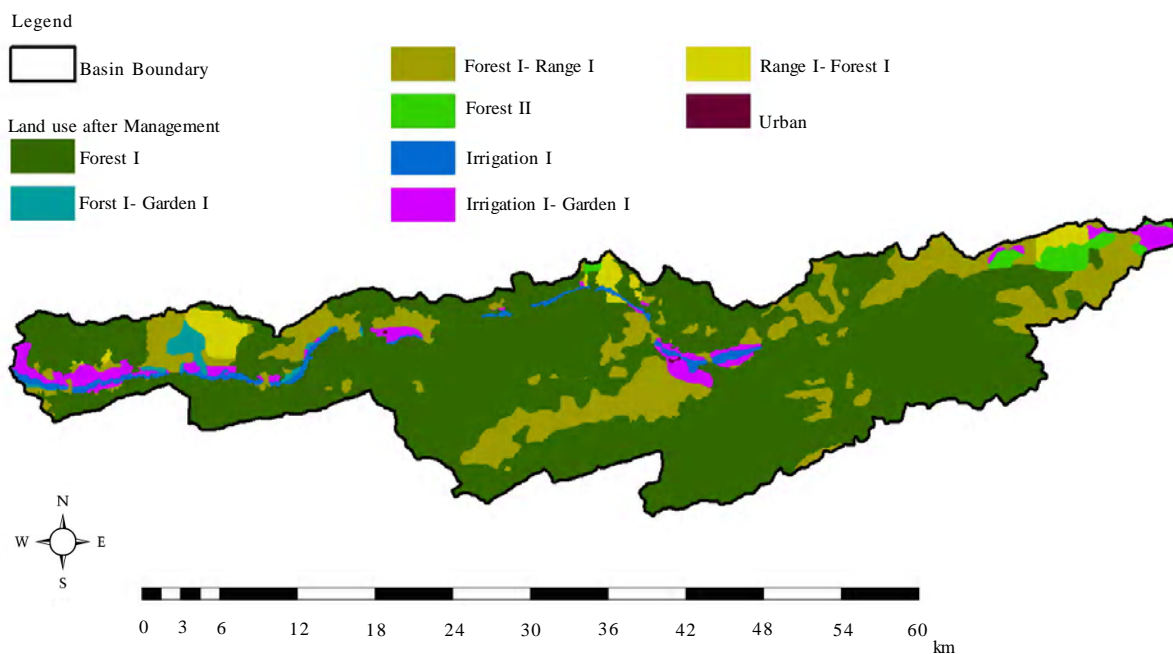 Legend
Basin Boundary
Land use after Management
Forest I
Forst I- Garden I
Forest I- Range I
Forest II
Irrigation I
Irrigation I- Garden I
Range I- Forest I
Urban
N
W E
S
0 3 6 12 18 24 30 36 42 48 54 60
km